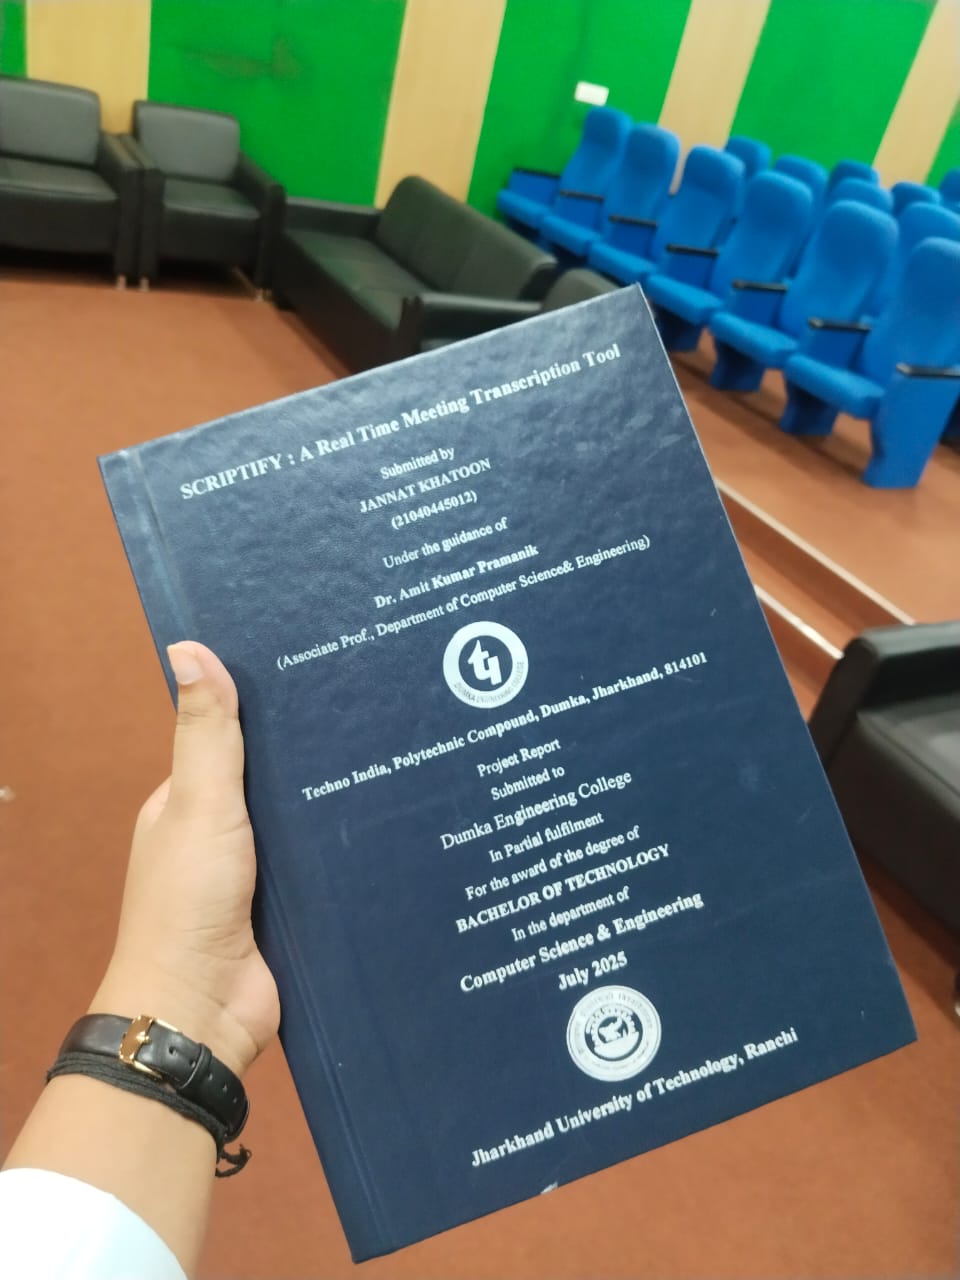 SCRIPTIFY : A Real Time Meeting Transcription Tool
Submitted by
JANNAT KHATOON
(21040445012)
Under the guidance of
Dr. Amit Kumar Pramanik
(Associate Prof., Department of Computer Science& Engineering)
DUMKA ENGINEERING COLLEGE
Techno India, Polytechnic Compound, Dumka, Jharkhand, 814101
Project Report
Submitted to
Dumka Engineering College
In Partial fulfilment
For the award of the degree of
BACHELOR OF TECHNOLOGY
In the department of
Computer Science & Engineering
July 2025
Jharkhand University of Technology, Ranchi